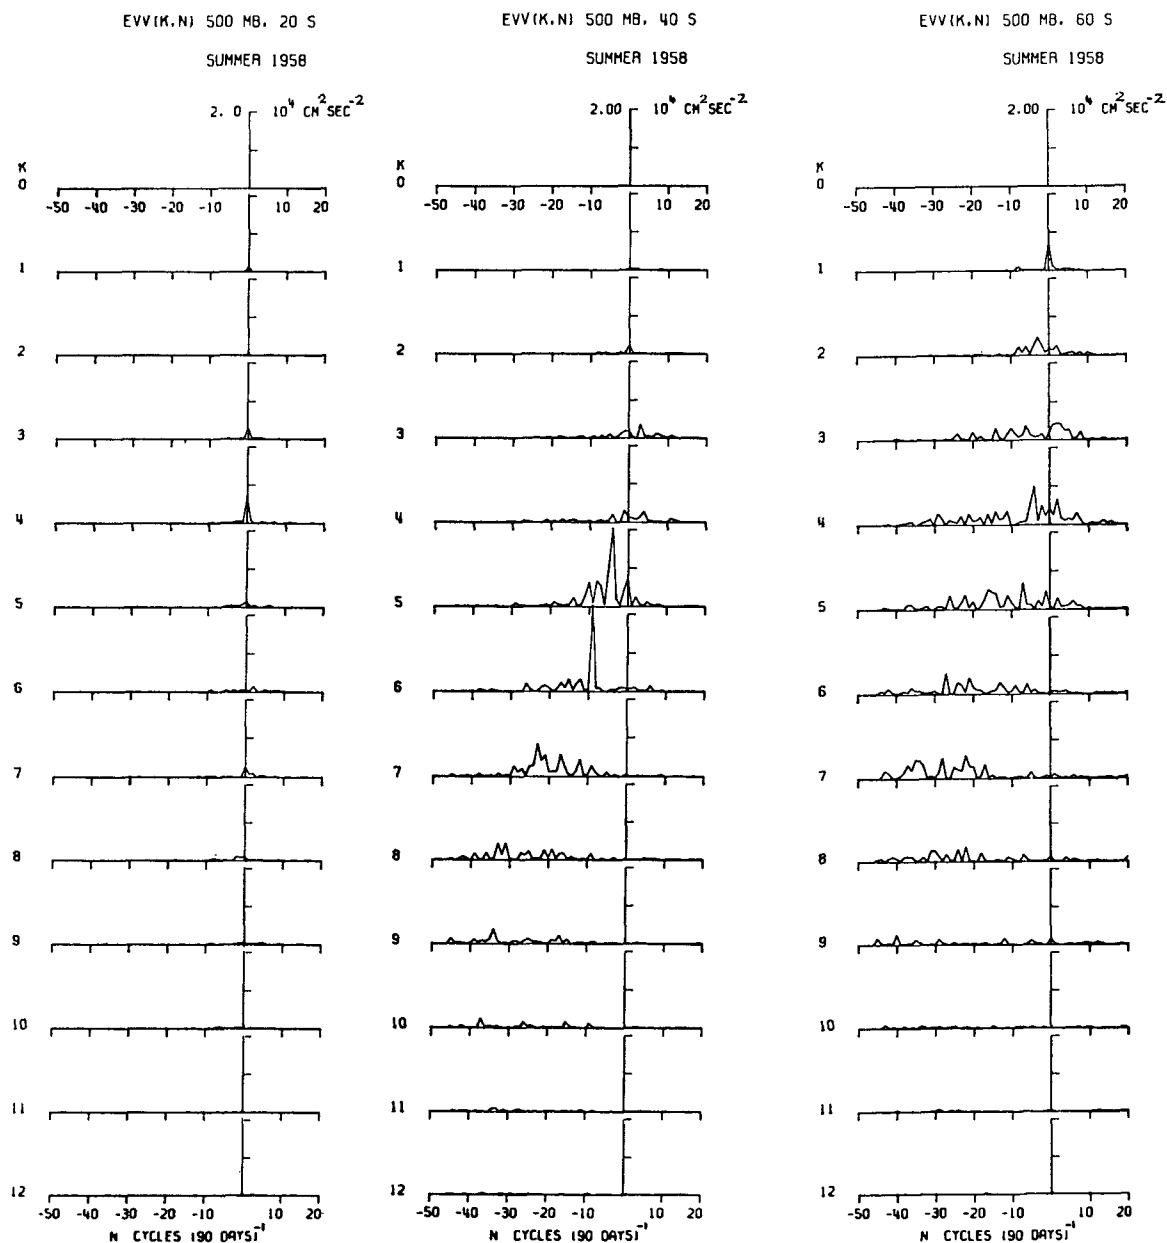 EVV(K,N) 500 MB, 20 S
SUMMER 1958
2. 0 10⁴ CM²SEC⁻²
K
0
-50 -40 -30 -20 -10 10 20
1
2
3
4
5
6
7
8
9
10
11
12
-50 -40 -30 -20 -10 0 10 20
N CYCLES (90 DAYS)⁻¹
EVV(K,N) 500 MB, 40 S
SUMMER 1958
2.00 10⁴ CM²SEC⁻²
K
0
-50 -40 -30 -20 -10 10 20
1
2
3
4
5
6
7
8
9
10
11
12
-50 -40 -30 -20 -10 0 10 20
N CYCLES (90 DAYS)⁻¹
EVV(K,N) 500 MB, 60 S
SUMMER 1958
2.00 10⁴ CM²SEC⁻²
K
0
-50 -40 -30 -20 -10 10 20
1
2
3
4
5
6
7
8
9
10
11
12
-50 -40 -30 -20 -10 0 10 20
N CYCLES (90 DAYS)⁻¹